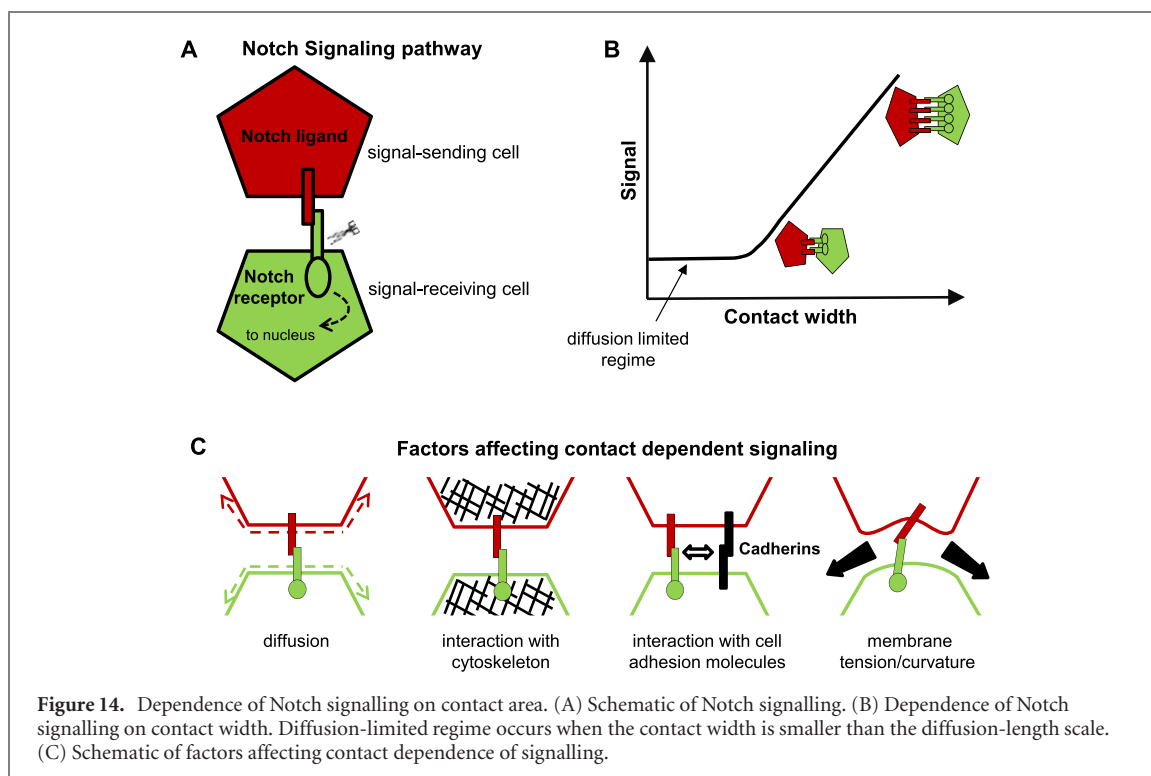 A
Notch Signaling pathway
Notch ligand
signal-sending cell
Notch
receptor
signal-receiving cell
to nucleus
B
Signal
Contact width
diffusion limited
regime
C
Factors affecting contact dependent signaling
Cadherins
diffusion
interaction with
cytoskeleton
interaction with cell
adhesion molecules
membrane
tension/curvature
Figure 14. Dependence of Notch signalling on contact area. (A) Schematic of Notch signalling. (B) Dependence of Notch
signalling on contact width. Diffusion-limited regime occurs when the contact width is smaller than the diffusion-length scale.
(C) Schematic of factors affecting contact dependence of signalling.